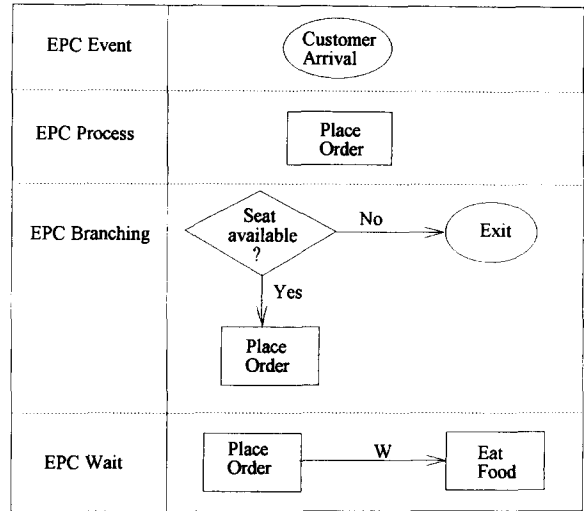 EPC Event
Customer
Arrival
EPC Process
Place
Order
EPC Branching
Seat
available
?
No
Exit
Yes
Place
Order
EPC Wait
Place
Order
W
Eat
Food